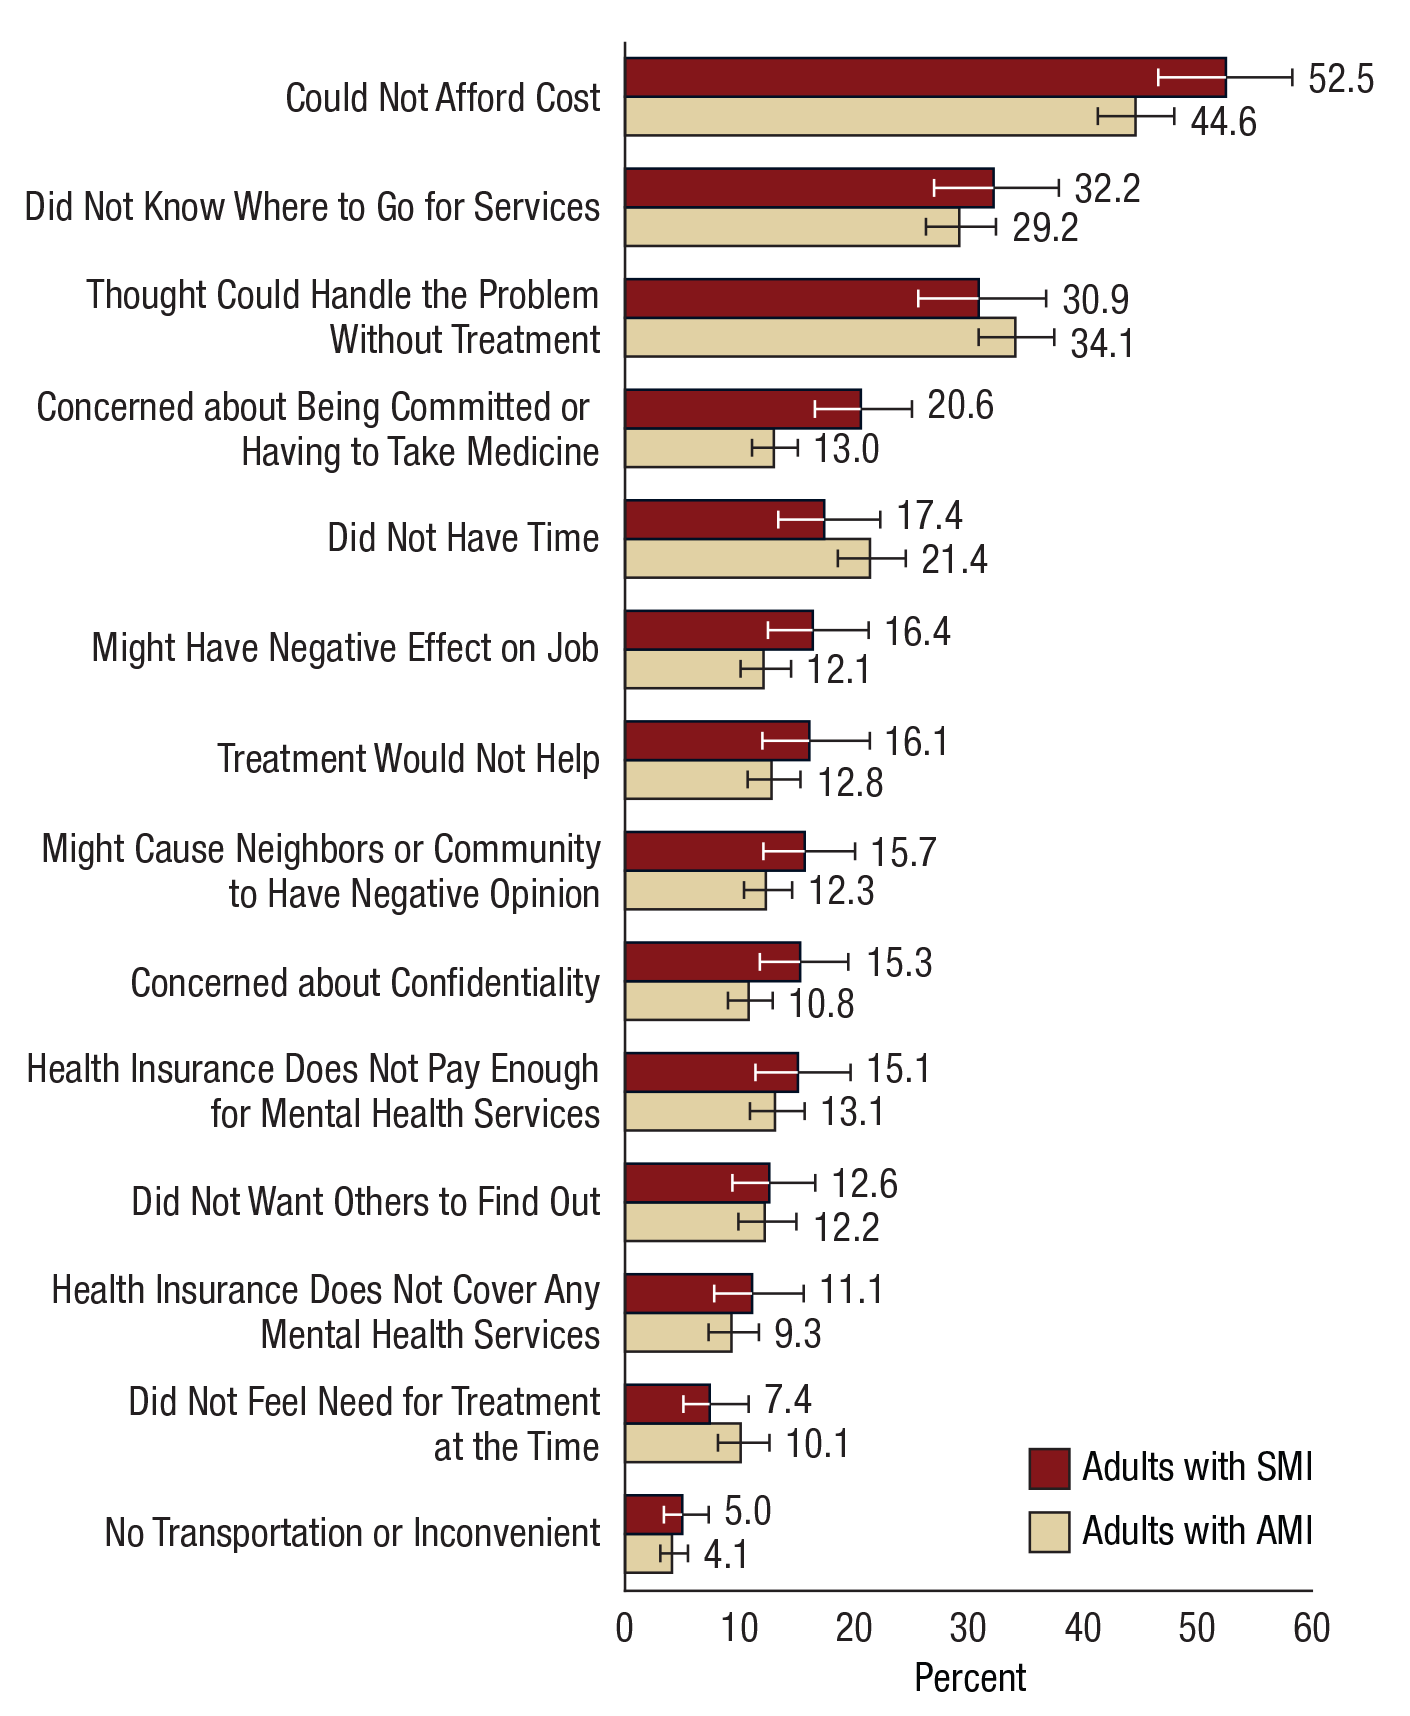 Could Not Afford Cost
52.5
44.6
Did Not Know Where to Go for Services
32.2
29.2
Thought Could Handle the Problem
Without Treatment
30.9
34.1
Concerned about Being Committed or
Having to Take Medicine
20.6
13.0
Did Not Have Time
17.4
21.4
Might Have Negative Effect on Job
16.4
12.1
Treatment Would Not Help
16.1
12.8
Might Cause Neighbors or Community
to Have Negative Opinion
15.7
12.3
Concerned about Confidentiality
15.3
10.8
Health Insurance Does Not Pay Enough
for Mental Health Services
15.1
13.1
Did Not Want Others to Find Out
12.6
12.2
Health Insurance Does Not Cover Any
Mental Health Services
11.1
9.3
Did Not Feel Need for Treatment
at the Time
7.4
10.1
No Transportation or Inconvenient
5.0
4.1
Adults with SMI
Adults with AMI
0 10 20 30 40 50 60
Percent